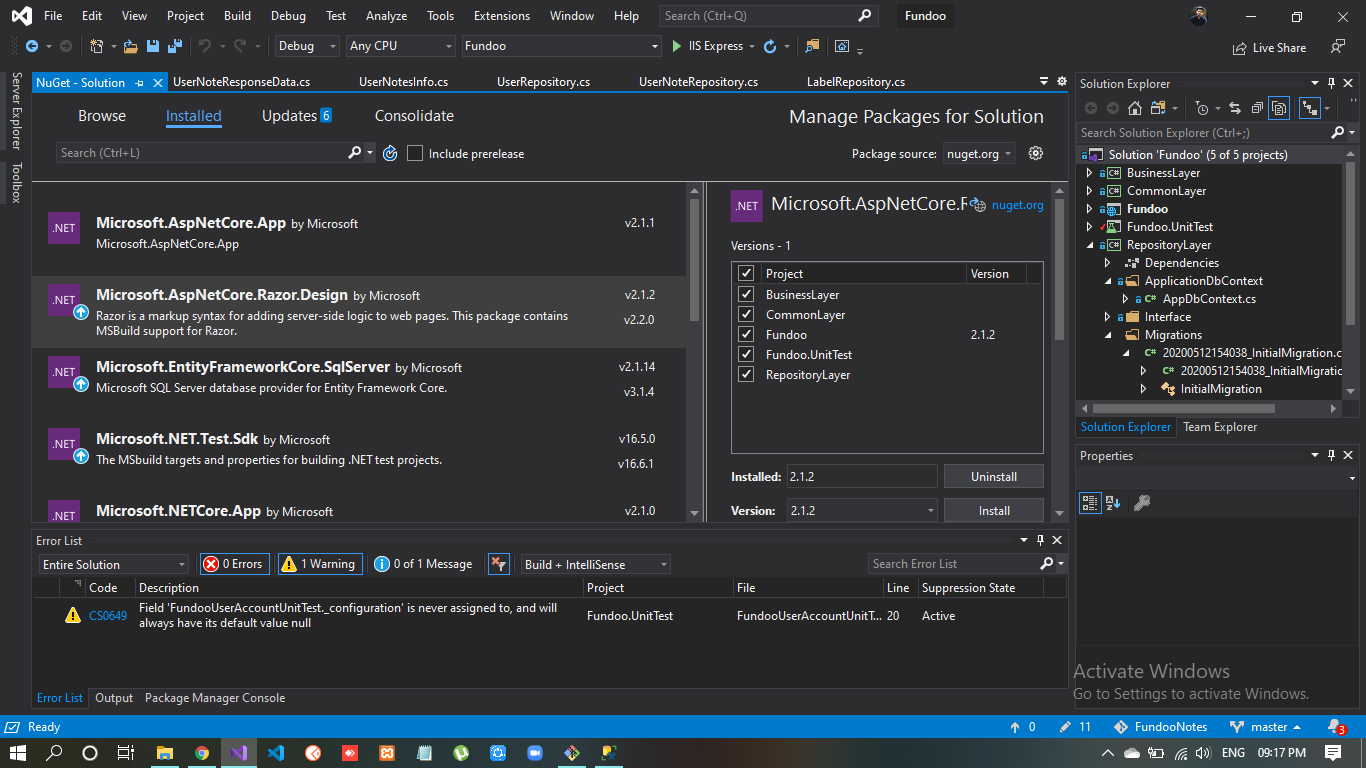 File Edit View Project Build Debug Test Analyze Tools Extensions Window Help Search (Ctrl+Q) Fundoo
Debug Any CPU Fundoo IIS Express Live Share
Server Explorer
Toolbox
NuGet - Solution UserNoteResponseData.cs UserNotesInfo.cs UserRepository.cs UserNoteRepository.cs LabelRepository.cs
Browse Installed Updates 6 Consolidate Manage Packages for Solution
Search (Ctrl+L) Include prerelease Package source: nuget.org
.NET Microsoft.AspNetCore.App by Microsoft v2.1.1
Microsoft.AspNetCore.App
.NET Microsoft.AspNetCore.Razor.Design by Microsoft v2.1.2
Razor is a markup syntax for adding server-side logic to web pages. This package contains v2.2.0
MSBuild support for Razor.
.NET Microsoft.EntityFrameworkCore.SqlServer by Microsoft v2.1.14
Microsoft SQL Server database provider for Entity Framework Core. v3.1.4
.NET Microsoft.NET.Test.Sdk by Microsoft v16.5.0
The MSbuild targets and properties for building .NET test projects. v16.6.1
.NET Microsoft.NETCore.App by Microsoft v2.1.0
.NET Microsoft.AspNetCore.R nuget.org
Versions - 1
Project Version
BusinessLayer
CommonLayer
Fundoo 2.1.2
Fundoo.UnitTest
RepositoryLayer
Installed: 2.1.2 Uninstall
Version: 2.1.2 Install
Solution Explorer
Search Solution Explorer (Ctrl+;)
Solution 'Fundoo' (5 of 5 projects)
C# BusinessLayer
C# CommonLayer
Fundoo
Fundoo.UnitTest
C# RepositoryLayer
Dependencies
ApplicationDbContext
C# AppDbContext.cs
Interface
Migrations
C# 20200512154038_InitialMigration.c
C# 20200512154038_InitialMigratic
InitialMigration
Solution Explorer Team Explorer
Properties
Error List
Entire Solution 0 Errors 1 Warning 0 of 1 Message Build + IntelliSense Search Error List
Code Description Project File Line Suppression State
CS0649 Field 'FundooUserAccountUnitTest._configuration' is never assigned to, and will always have its default value null Fundoo.UnitTest FundooUserAccountUnitT... 20 Active
Error List Output Package Manager Console
Activate Windows
Go to Settings to activate Windows.
Ready 0 11 FundooNotes master 3
ENG 09:17 PM